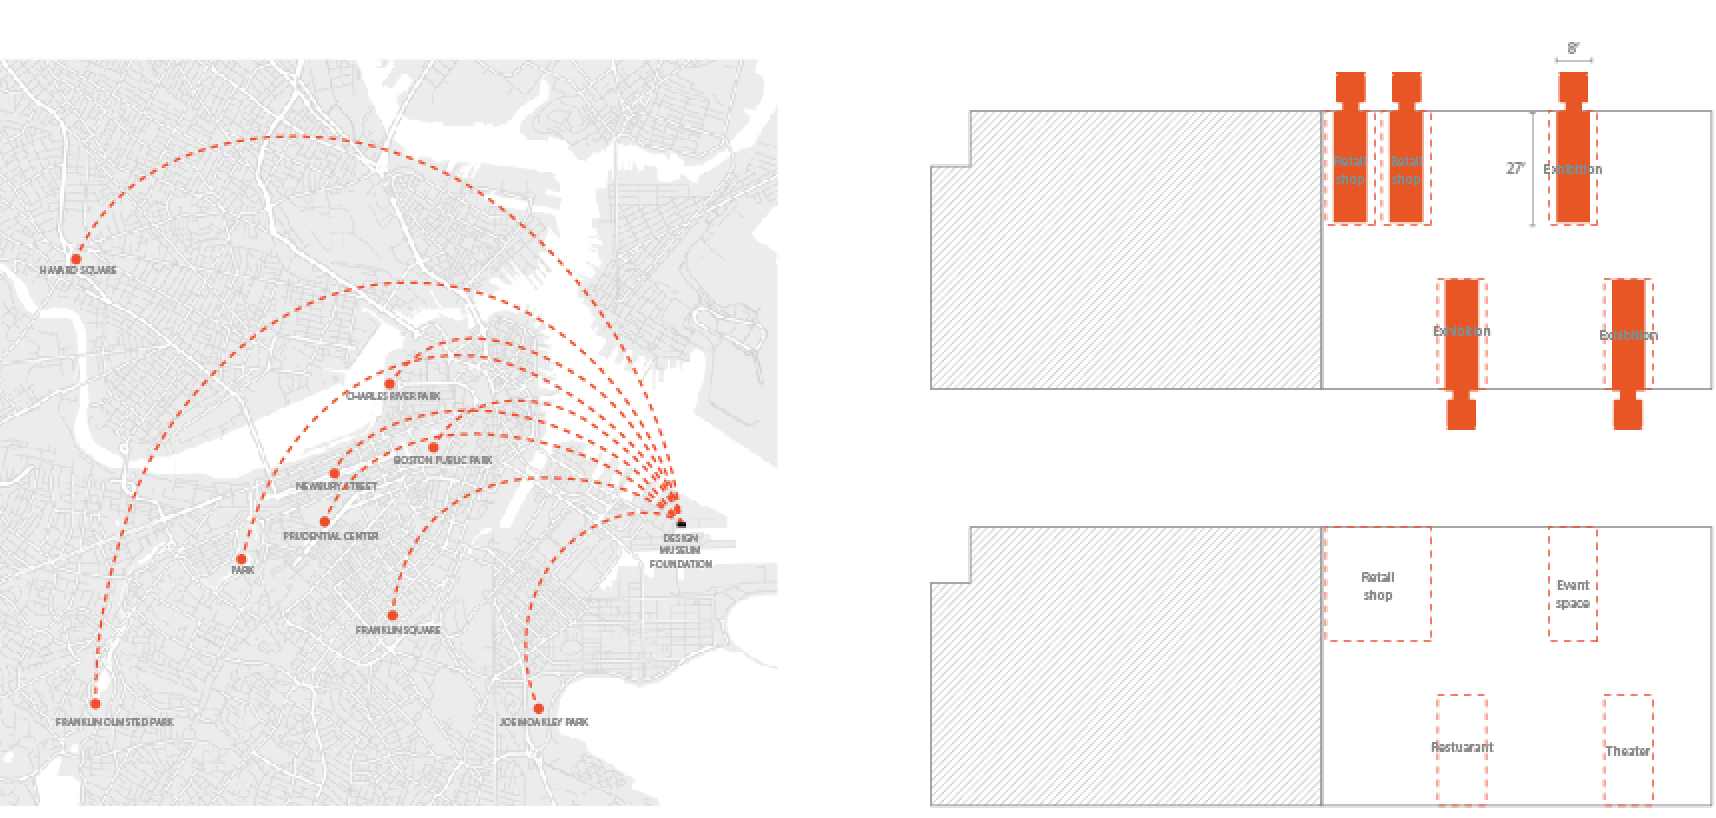 HAVARD SQUARE
CHARLES RIVER PARK
BOSTON PUBLIC PARK
NEWBURY STREET
PRUDENTIAL CENTER
PARK
DESIGN
MUSEUM
FOUNDATION
FRANKLIN SQUARE
FRANKLIN OLMSTED PARK
JOE MOAKLEY PARK
8'
Retail
shop
Retail
shop
27'
Exhibition
Exhibition
Exhibition
Retail
shop
Event
space
Restuarant
Theater